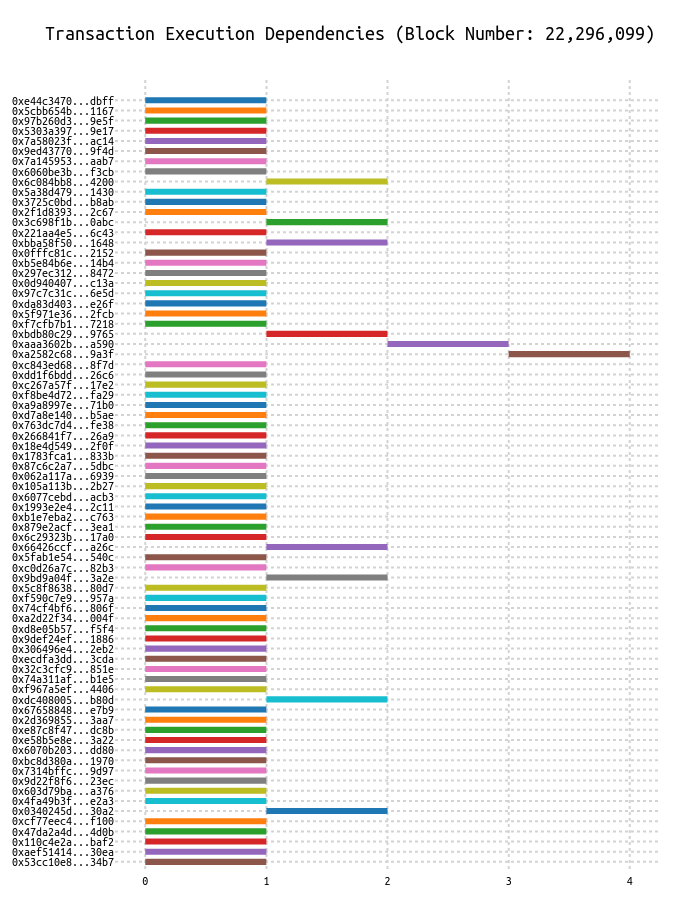 Transaction Execution Dependencies (Block Number: 22,296,099)
0xe44c3470...dbff
0x5cbb654b...1167
0x97b260d3...9e5f
0x5303a397...9e17
0x7a58023f...ac14
0x9ed43770...9f4d
0x7a145953...aab7
0x6060be3b...f3cb
0x6c084bb8...4200
0x5a38d479...1430
0x3725c0bd...b8ab
0x2f1d8393...2c67
0x3c698f1b...0abc
0x221aa4e5...6c43
0xbba58f50...1648
0x0fffc81c...2152
0xb5e84b6e...14b4
0x297ec312...8472
0x0d940407...c13a
0x97c7c31c...6e5d
0xda83d403...e26f
0x5f971e36...2fcb
0xf7cfb7b1...7218
0xbdb80c29...9765
0xaaa3602b...a590
0xa2582c68...9a3f
0xc843ed68...8f7d
0xdd1f6bdd...26c6
0xc267a57f...17e2
0xf8be4d72...fa29
0xa9a8997e...71b0
0xd7a8e140...b5ae
0x763dc7d4...fe38
0x266841f7...26a9
0x18e4d549...2f0f
0x1783fca1...833b
0x87c6c2a7...5dbc
0x062a117a...6939
0x105a113b...2b27
0x6077cebd...acb3
0x1993e2e4...2c11
0xb1e7eba2...c763
0x879e2acf...3ea1
0x6c29323b...17a0
0x66426ccf...a26c
0x5fab1e54...540c
0xc0d26a7c...82b3
0x9bd9a04f...3a2e
0x5c8f8638...80d7
0xf590c7e9...957a
0x74cf4bf6...806f
0xa2d22f34...004f
0xd8e05b57...f5f4
0x9def24ef...1886
0x306496e4...2eb2
0xecdfa3dd...3cda
0x32c3cfc9...851e
0x74a311af...b1e5
0xf967a5ef...4406
0xdc408005...b80d
0x67658848...e7b9
0x2d369855...3aa7
0xe87c8f47...dc8b
0xe58b5e8e...3a22
0x6070b203...dd80
0xbc8d380a...1970
0x7314bffc...9d97
0x9d22f8f6...23ec
0x603d79ba...a376
0x4fa49b3f...e2a3
0x0340245d...30a2
0xcf77eec4...f100
0x47da2a4d...4d0b
0x110c4e2a...baf2
0xaef51414...30ea
0x53cc10e8...34b7
0 1 2 3 4